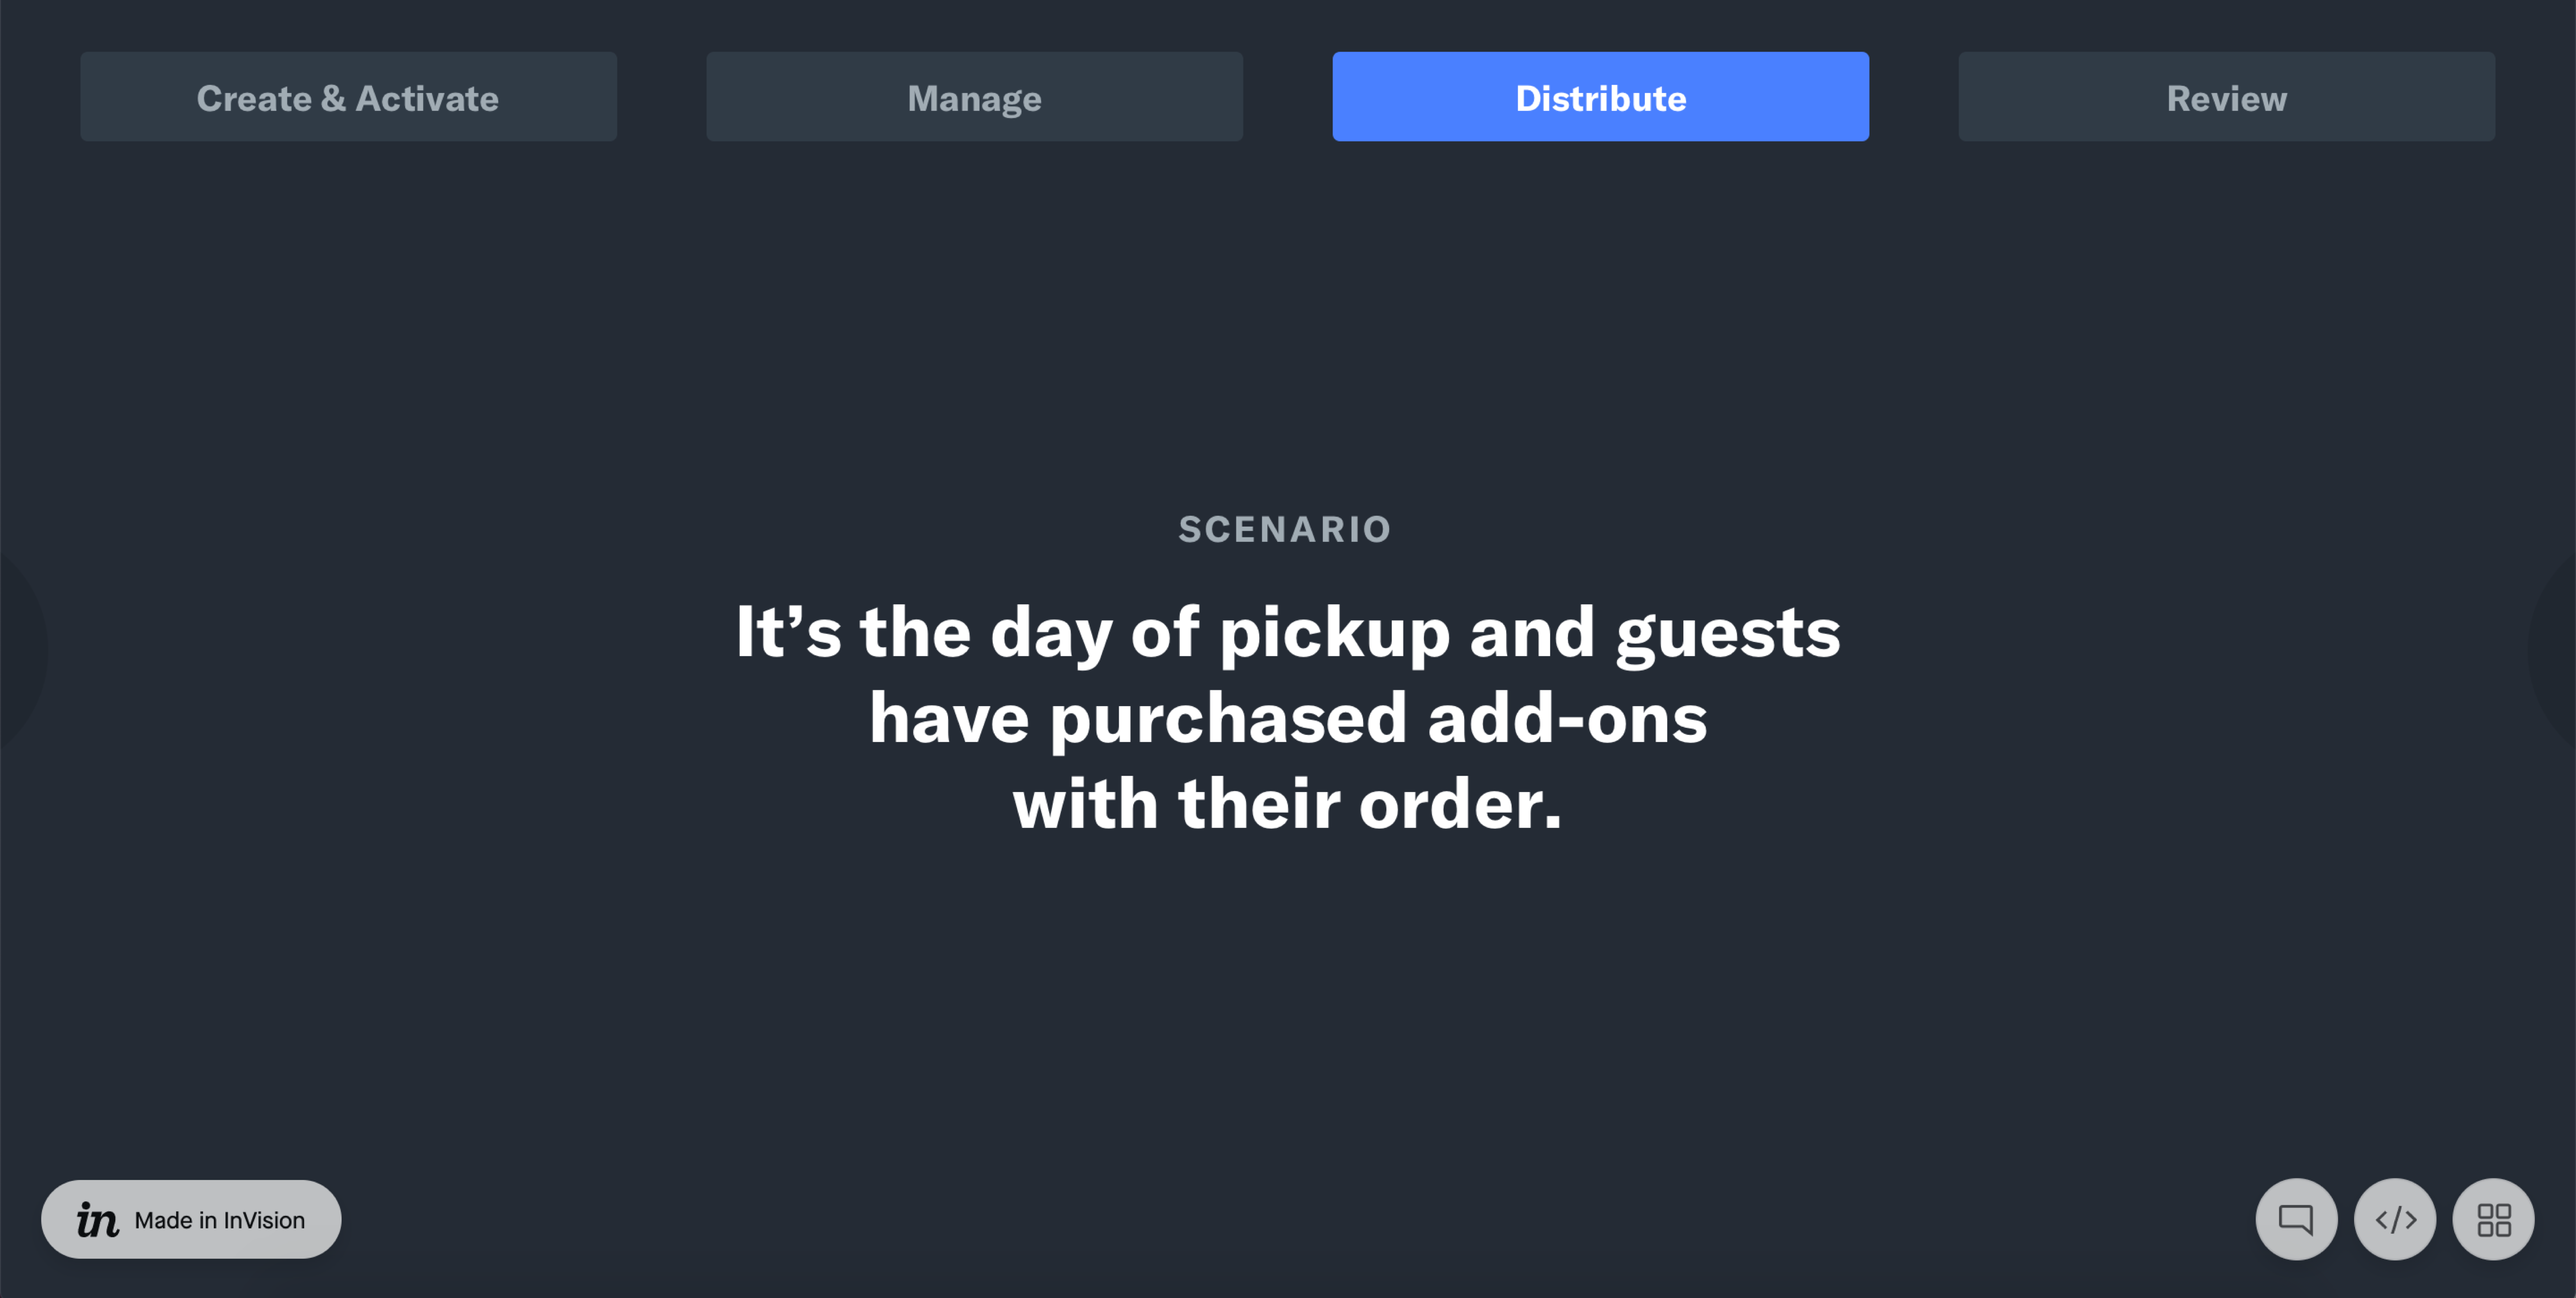 Create & Activate
Manage
Distribute
Review
SCENARIO
It’s the day of pickup and guests
have purchased add-ons
with their order.
in Made in InVision